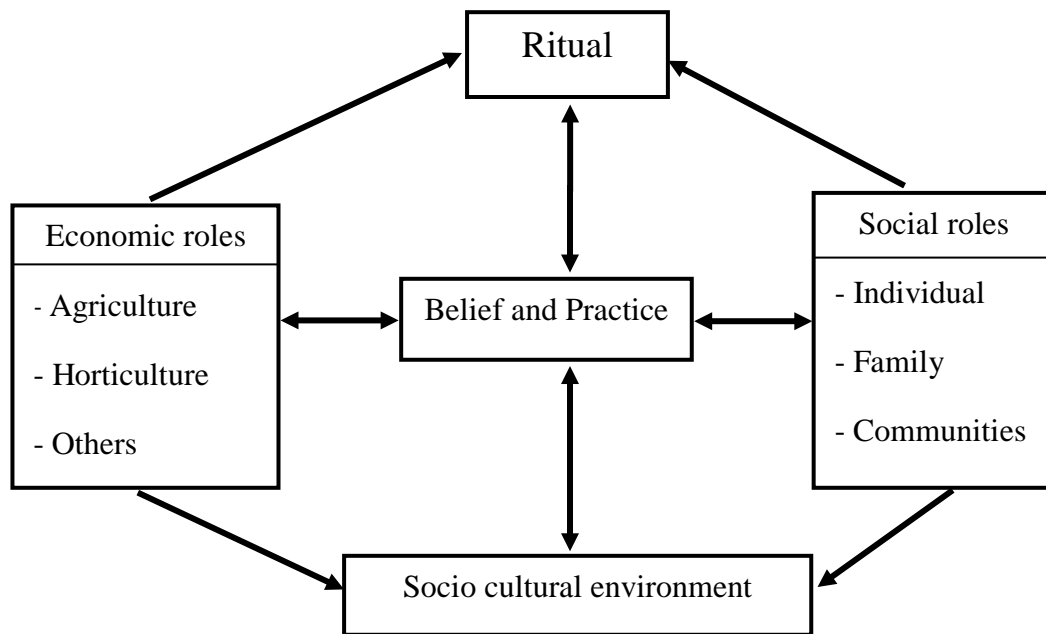 Ritual
Economic roles
- Agriculture
- Horticulture
- Others
Belief and Practice
Social roles
- Individual
- Family
- Communities
Socio cultural environment